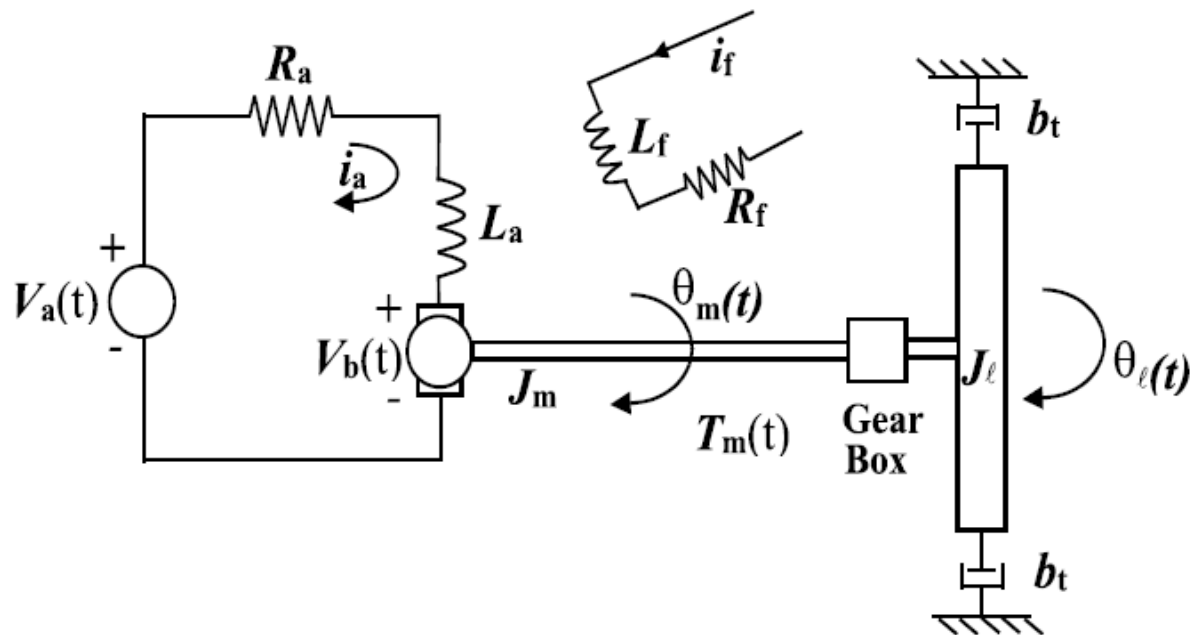 R_a
i_f
b_t
L_f
i_a
R_f
L_a
+
V_a(t)
-
θ_m(t)
+
V_b(t)
-
J_m
J_ℓ
θ_ℓ(t)
T_m(t)
Gear
Box
b_t